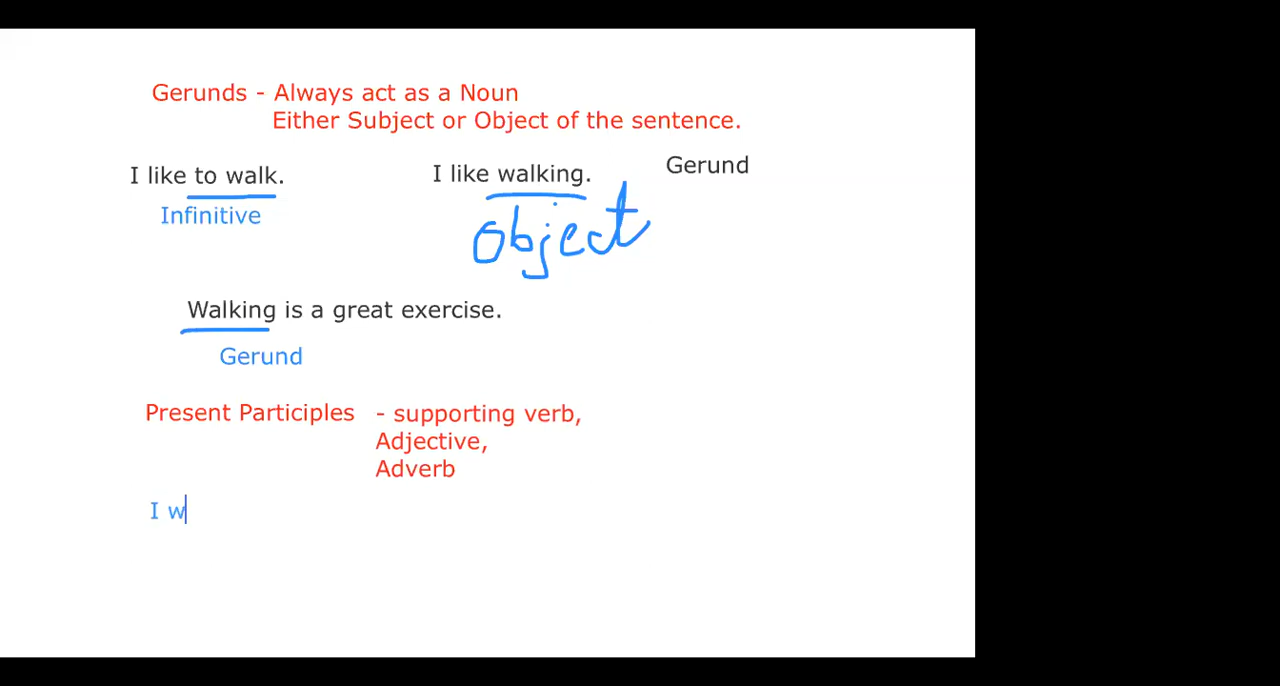 Gerunds - Always act as a Noun
Either Subject or Object of the sentence.
I like to walk.
I like walking.
Gerund
Infinitive
object
Walking is a great exercise.
Gerund
Present Participles - supporting verb,
Adjective,
Adverb
I w